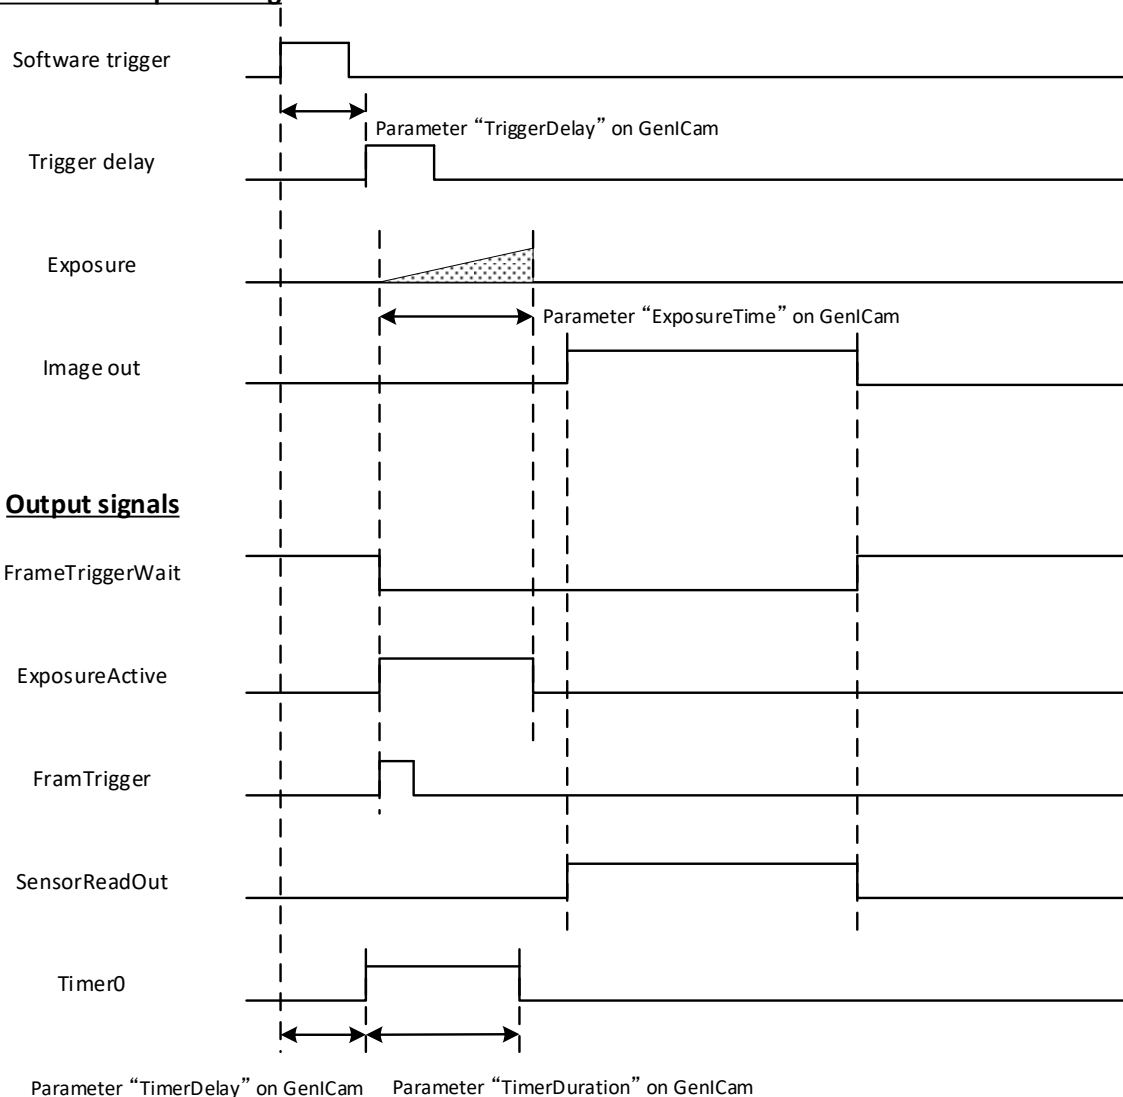 Software trigger
Parameter “TriggerDelay” on GenICam
Trigger delay
Exposure
Parameter “ExposureTime” on GenICam
Image out
Output signals
FrameTriggerWait
ExposureActive
FramTrigger
SensorReadOut
Timer0
Parameter “TimerDelay” on GenICam
Parameter “TimerDuration” on GenICam